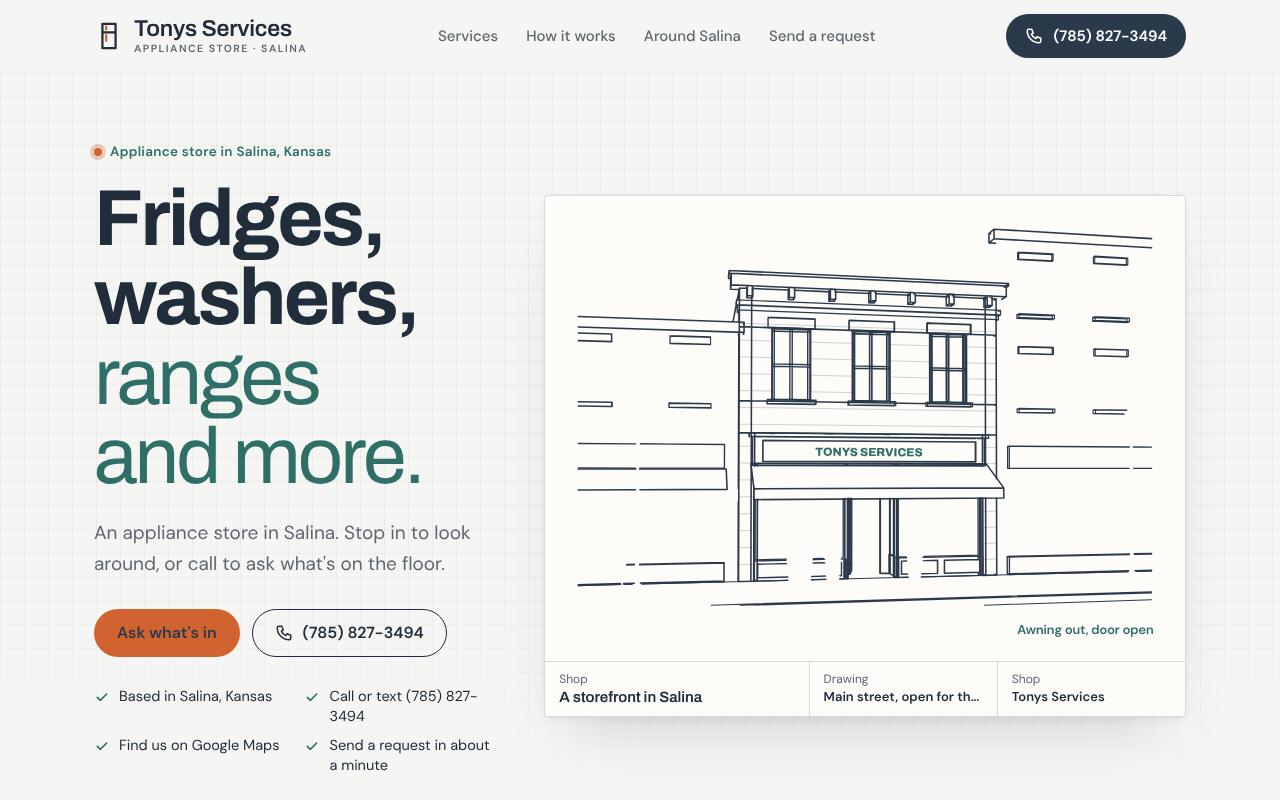 Tonys Services
APPLIANCE STORE · SALINA
Services
How it works
Around Salina
Send a request
(785) 827-3494
Appliance store in Salina, Kansas
Fridges,
washers,
ranges
and more.
An appliance store in Salina. Stop in to look
around, or call to ask what's on the floor.
Ask what's in
(785) 827-3494
Based in Salina, Kansas
Call or text (785) 827-
3494
Find us on Google Maps
Send a request in about
a minute
TONYS SERVICES
Awning out, door open
Shop
A storefront in Salina
Drawing
Main street, open for th…
Shop
Tonys Services